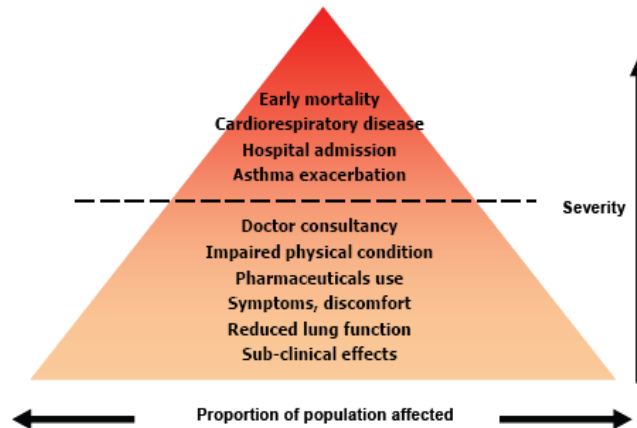 Early mortality
Cardiorespiratory disease
Hospital admission
Asthma exacerbation
Doctor consultancy
Impaired physical condition
Pharmaceuticals use
Symptoms, discomfort
Reduced lung function
Sub-clinical effects
Severity
Proportion of population affected